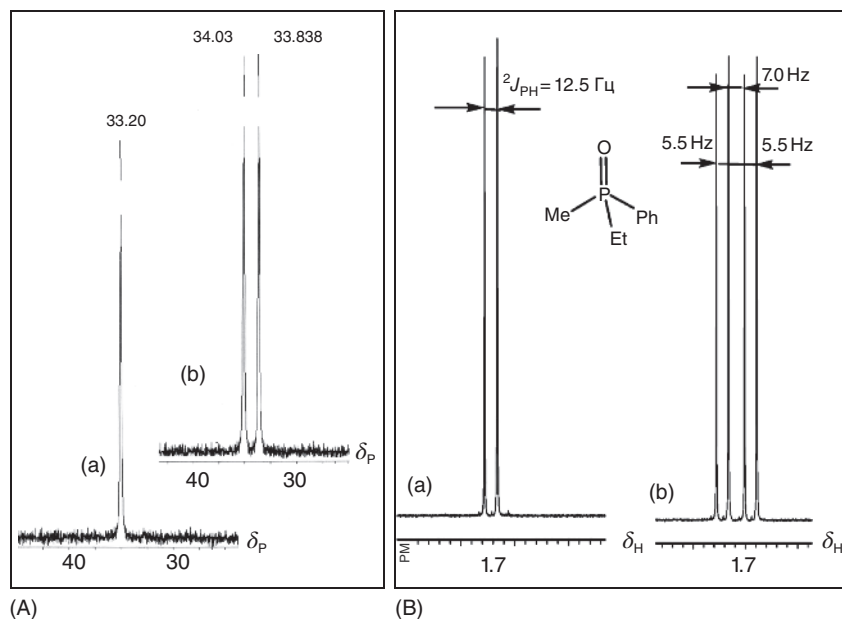 34.03 33.838
33.20
(b)
(a)
40 30 δP
40 30 δP
(A)
²JPH = 12.5 Гц
7.0 Hz
5.5 Hz 5.5 Hz
O
P
Me Ph
Et
(a)
(b)
PM
1.7 δH
1.7 δH
(B)